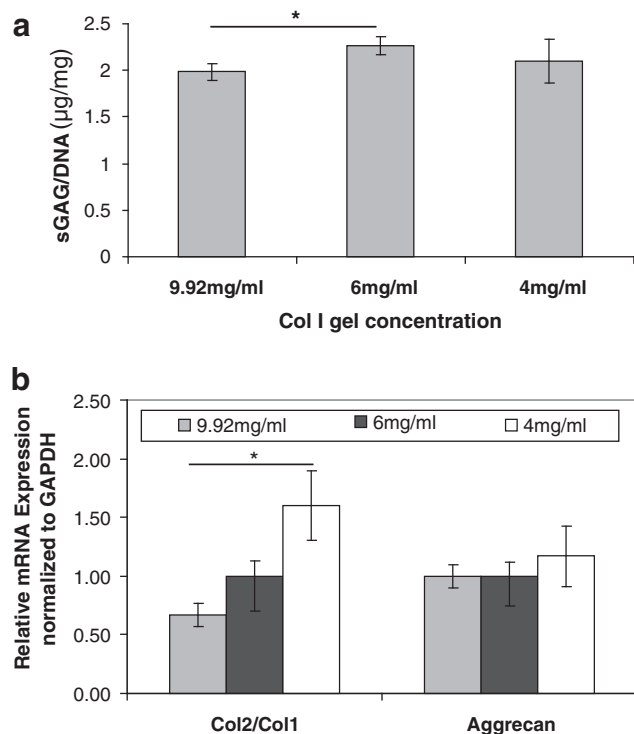 a
*
sGAG/DNA (µg/mg)
2.5
2
1.5
1
0.5
0
9.92mg/ml 6mg/ml 4mg/ml
Col I gel concentration
b
Relative mRNA Expression
normalized to GAPDH
2.50
2.00
1.50
1.00
0.50
0.00
9.92mg/ml 6mg/ml 4mg/ml
*
Col2/Col1 Aggrecan